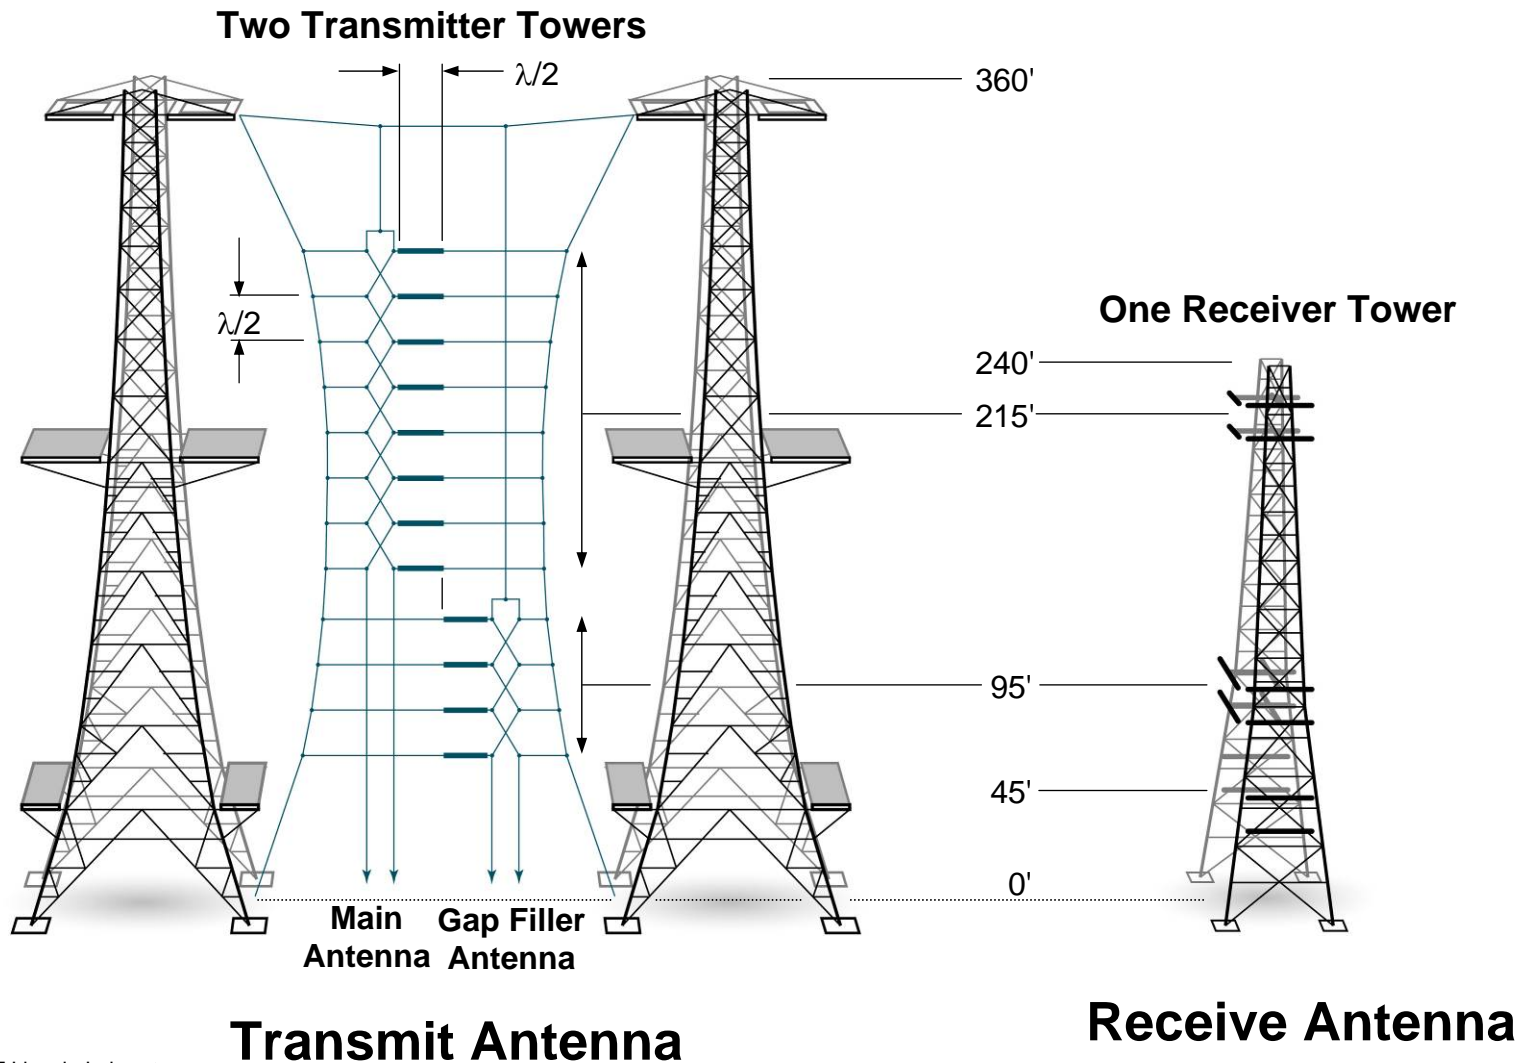 Two Transmitter Towers
λ/2
360'
λ/2
One Receiver Tower
240'
215'
95'
45'
0'
Main
Antenna
Gap Filler
Antenna
Transmit Antenna
Receive Antenna